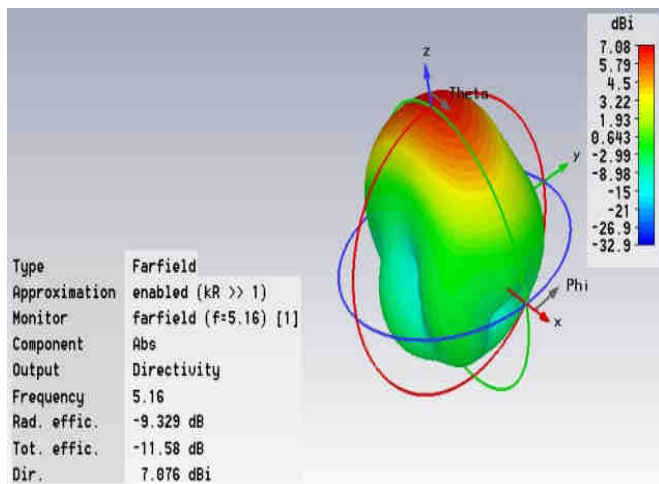 dBi
7.08
5.79
4.5
3.22
1.93
0.643
-2.99
-8.98
-15
-21
-26.9
-32.9
z
Theta
y
Phi
x
Type Farfield
Approximation enabled (kR >> 1)
Monitor farfield (f=5.16) [1]
Component Abs
Output Directivity
Frequency 5.16
Rad. effic. -9.329 dB
Tot. effic. -11.58 dB
Dir. 7.076 dBi